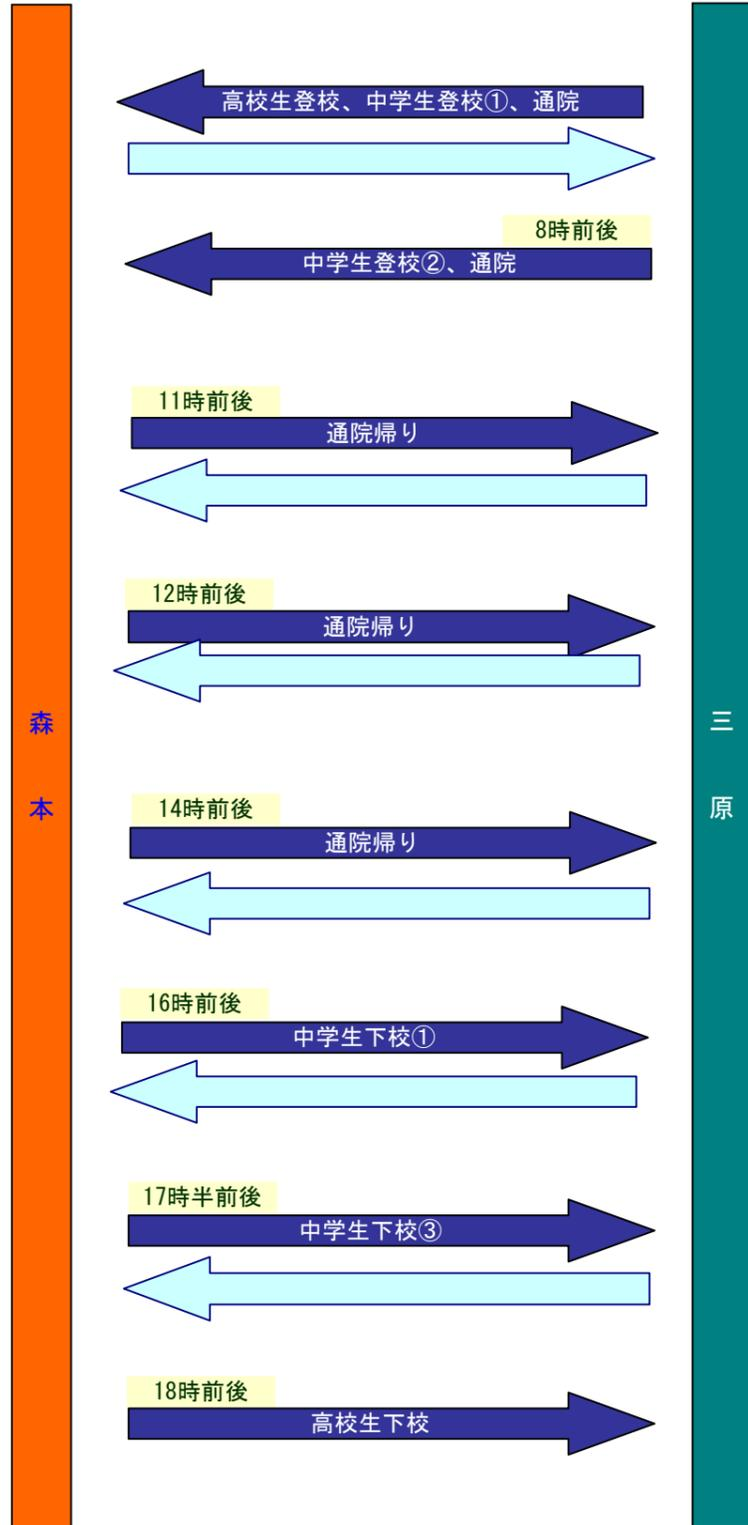 高校生登校、中学生登校①、通院
8時前後
中学生登校②、通院
11時前後
通院帰り
12時前後
通院帰り
森本
三原
14時前後
通院帰り
16時前後
中学生下校①
17時半前後
中学生下校③
18時前後
高校生下校